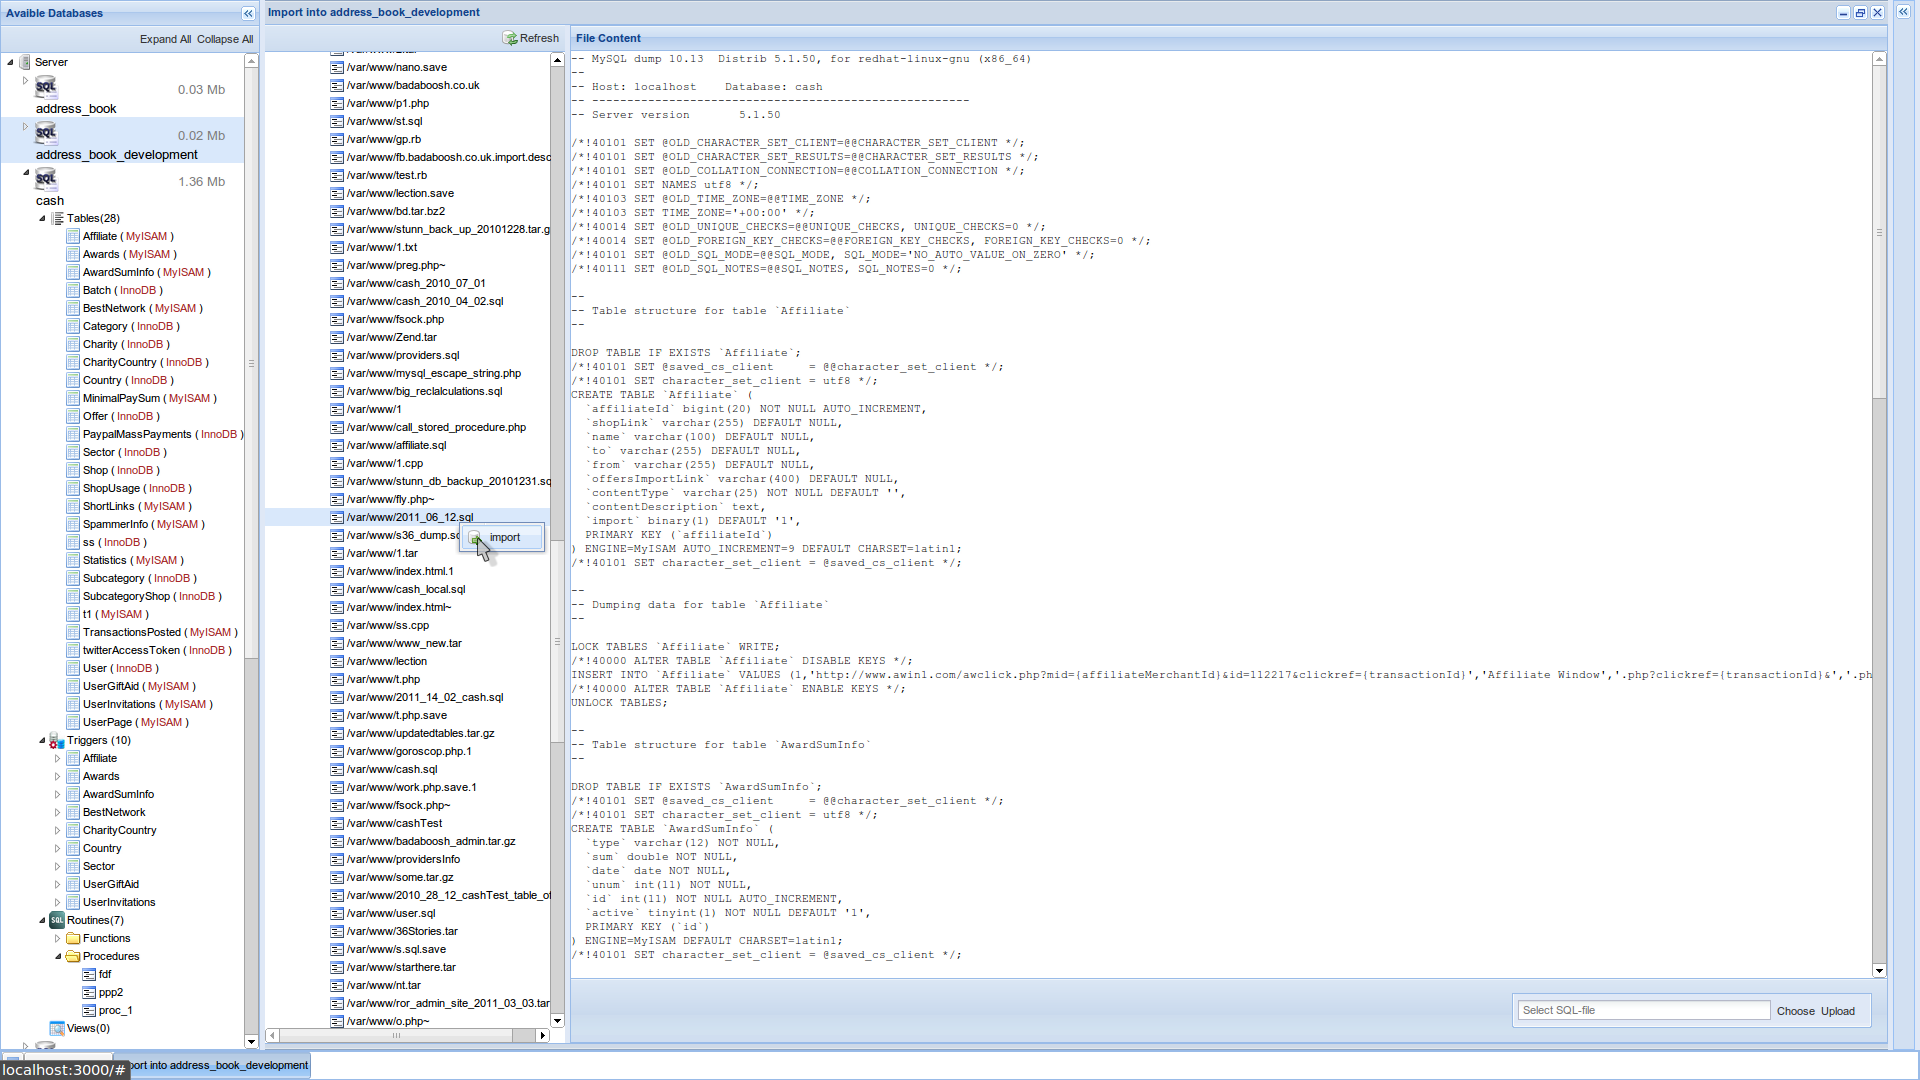 Avaible Databases
Expand All Collapse All
Server
0.03 Mb
address_book
0.02 Mb
address_book_development
1.36 Mb
cash
Tables(28)
Affiliate ( MyISAM )
Awards ( MyISAM )
AwardSumInfo ( MyISAM )
Batch ( InnoDB )
BestNetwork ( MyISAM )
Category ( InnoDB )
Charity ( InnoDB )
CharityCountry ( InnoDB )
Country ( InnoDB )
MinimalPaySum ( MyISAM )
Offer ( InnoDB )
PaypalMassPayments ( InnoDB )
Sector ( InnoDB )
Shop ( InnoDB )
ShopUsage ( InnoDB )
ShortLinks ( MyISAM )
SpammerInfo ( MyISAM )
ss ( InnoDB )
Statistics ( MyISAM )
Subcategory ( InnoDB )
SubcategoryShop ( InnoDB )
t1 ( MyISAM )
TransactionsPosted ( MyISAM )
twitterAccessToken ( InnoDB )
User ( InnoDB )
UserGiftAid ( MyISAM )
UserInvitations ( MyISAM )
UserPage ( MyISAM )
Triggers (10)
Affiliate
Awards
AwardSumInfo
BestNetwork
CharityCountry
Country
Sector
UserGiftAid
UserInvitations
Routines(7)
Functions
Procedures
fdf
ppp2
proc_1
Views(0)
Import into address_book_development
Refresh
/var/www/nano.save
/var/www/badaboosh.co.uk
/var/www/p1.php
/var/www/st.sql
/var/www/gp.rb
/var/www/fb.badaboosh.co.uk.import.desc
/var/www/test.rb
/var/www/lection.save
/var/www/bd.tar.bz2
/var/www/stunn_back_up_20101228.tar.g
/var/www/1.txt
/var/www/preg.php~
/var/www/cash_2010_07_01
/var/www/cash_2010_04_02.sql
/var/www/fsock.php
/var/www/Zend.tar
/var/www/providers.sql
/var/www/mysql_escape_string.php
/var/www/big_reclalculations.sql
/var/www/1
/var/www/call_stored_procedure.php
/var/www/affiliate.sql
/var/www/1.cpp
/var/www/stunn_db_backup_20101231.sq
/var/www/fly.php~
/var/www/2011_06_12.sql
/var/www/s36_dump.sq
import
/var/www/1.tar
/var/www/index.html.1
/var/www/cash_local.sql
/var/www/index.html~
/var/www/ss.cpp
/var/www/www_new.tar
/var/www/lection
/var/www/t.php
/var/www/2011_14_02_cash.sql
/var/www/t.php.save
/var/www/updatedtables.tar.gz
/var/www/goroscop.php.1
/var/www/cash.sql
/var/www/work.php.save.1
/var/www/fsock.php~
/var/www/cashTest
/var/www/badaboosh_admin.tar.gz
/var/www/providersInfo
/var/www/some.tar.gz
/var/www/2010_28_12_cashTest_table_of
/var/www/user.sql
/var/www/36Stories.tar
/var/www/s.sql.save
/var/www/starthere.tar
/var/www/nt.tar
/var/www/ror_admin_site_2011_03_03.tar
/var/www/o.php~
File Content
-- MySQL dump 10.13  Distrib 5.1.50, for redhat-linux-gnu (x86_64)
--
-- Host: localhost    Database: cash
-- ------------------------------------------------------
-- Server version       5.1.50
/*!40101 SET @OLD_CHARACTER_SET_CLIENT=@@CHARACTER_SET_CLIENT */;
/*!40101 SET @OLD_CHARACTER_SET_RESULTS=@@CHARACTER_SET_RESULTS */;
/*!40101 SET @OLD_COLLATION_CONNECTION=@@COLLATION_CONNECTION */;
/*!40101 SET NAMES utf8 */;
/*!40103 SET @OLD_TIME_ZONE=@@TIME_ZONE */;
/*!40103 SET TIME_ZONE='+00:00' */;
/*!40014 SET @OLD_UNIQUE_CHECKS=@@UNIQUE_CHECKS, UNIQUE_CHECKS=0 */;
/*!40014 SET @OLD_FOREIGN_KEY_CHECKS=@@FOREIGN_KEY_CHECKS, FOREIGN_KEY_CHECKS=0 */;
/*!40101 SET @OLD_SQL_MODE=@@SQL_MODE, SQL_MODE='NO_AUTO_VALUE_ON_ZERO' */;
/*!40111 SET @OLD_SQL_NOTES=@@SQL_NOTES, SQL_NOTES=0 */;
--
-- Table structure for table `Affiliate`
--
DROP TABLE IF EXISTS `Affiliate`;
/*!40101 SET @saved_cs_client     = @@character_set_client */;
/*!40101 SET character_set_client = utf8 */;
CREATE TABLE `Affiliate` (
`affiliateId` bigint(20) NOT NULL AUTO_INCREMENT,
`shopLink` varchar(255) DEFAULT NULL,
`name` varchar(100) DEFAULT NULL,
`to` varchar(255) DEFAULT NULL,
`from` varchar(255) DEFAULT NULL,
`offersImportLink` varchar(400) DEFAULT NULL,
`contentType` varchar(25) NOT NULL DEFAULT '',
`contentDescription` text,
`import` binary(1) DEFAULT '1',
PRIMARY KEY (`affiliateId`)
) ENGINE=MyISAM AUTO_INCREMENT=9 DEFAULT CHARSET=latin1;
/*!40101 SET character_set_client = @saved_cs_client */;
--
-- Dumping data for table `Affiliate`
--
LOCK TABLES `Affiliate` WRITE;
/*!40000 ALTER TABLE `Affiliate` DISABLE KEYS */;
INSERT INTO `Affiliate` VALUES (1,'http://www.awin1.com/awclick.php?mid={affiliateMerchantId}&id=112217&clickref={transactionId}','Affiliate Window','.php?clickref={transactionId}&','.ph
/*!40000 ALTER TABLE `Affiliate` ENABLE KEYS */;
UNLOCK TABLES;
--
-- Table structure for table `AwardSumInfo`
--
DROP TABLE IF EXISTS `AwardSumInfo`;
/*!40101 SET @saved_cs_client     = @@character_set_client */;
/*!40101 SET character_set_client = utf8 */;
CREATE TABLE `AwardSumInfo` (
`type` varchar(12) NOT NULL,
`sum` double NOT NULL,
`date` date NOT NULL,
`unum` int(11) NOT NULL,
`id` int(11) NOT NULL AUTO_INCREMENT,
`active` tinyint(1) NOT NULL DEFAULT '1',
PRIMARY KEY (`id`)
) ENGINE=MyISAM DEFAULT CHARSET=latin1;
/*!40101 SET character_set_client = @saved_cs_client */;
Select SQL-file
Choose Upload
localhost:3000/#
port into address_book_development